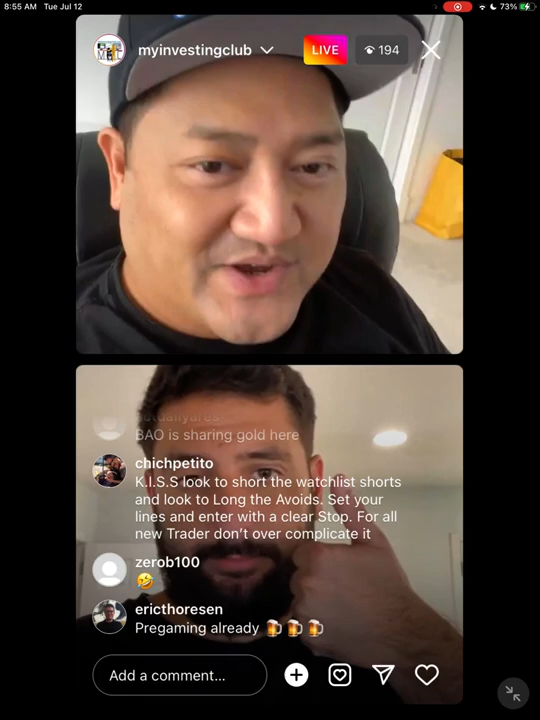 8:55 AM Tue Jul 12
73%
myinvestingclub
LIVE
194
BAO is sharing gold here
chichpetito
K.I.S.S look to short the watchlist shorts
and look to Long the Avoids. Set your
lines and enter with a clear Stop. For all
new Trader don’t over complicate it
zerob100
🤣
ericthoresen
Pregaming already 🍺🍺🍺
Add a comment...